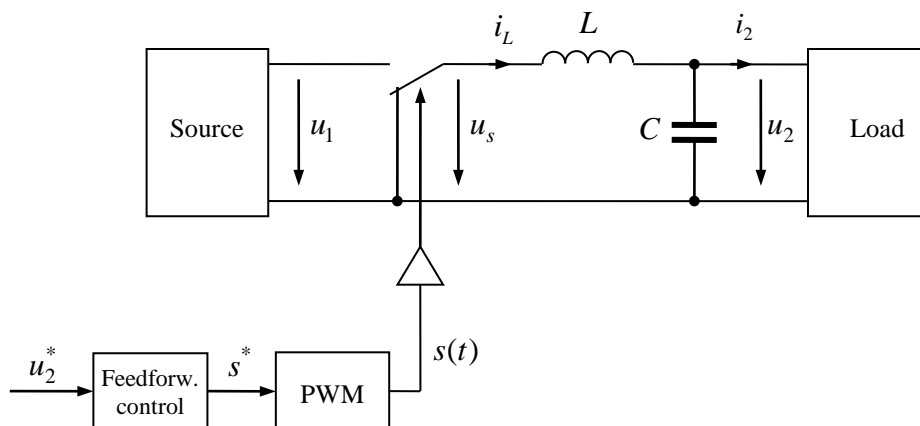 i_L
L
i_2
Source
u_1
u_s
C
u_2
Load
s(t)
u_2^*
Feedforw.
control
s^*
PWM